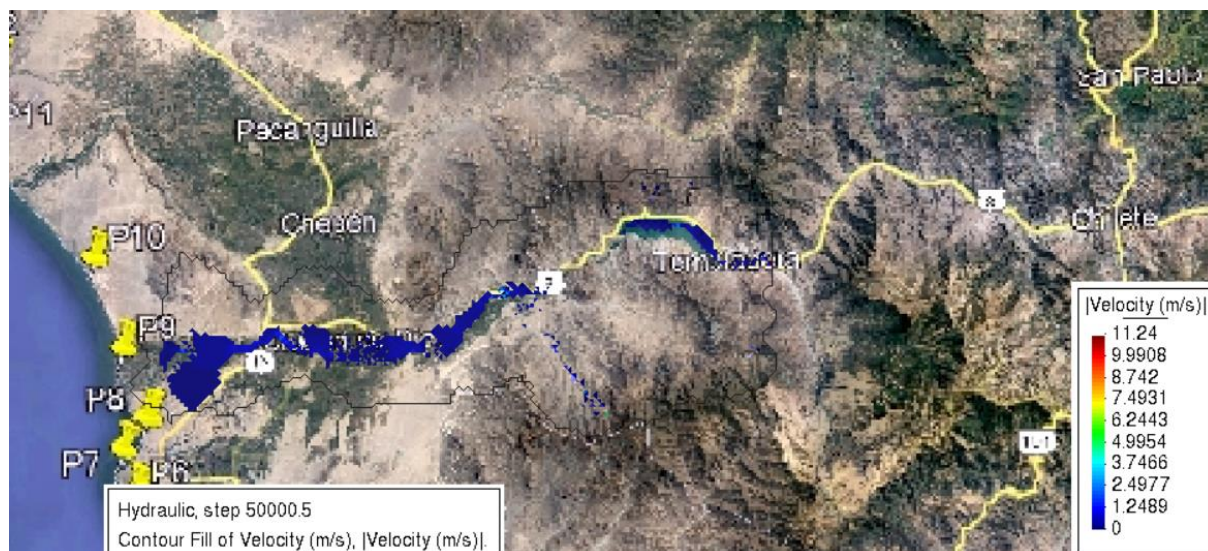 P11
Pacanguilla
San Pablo
Chepén
P10
8
Chilete
P9
P8
P7
P6
|Velocity (m/s)|
11.24
9.9908
8.742
7.4931
6.2443
4.9954
3.7466
2.4977
1.2489
0
Hydraulic, step 50000.5
Contour Fill of Velocity (m/s), |Velocity (m/s)|.